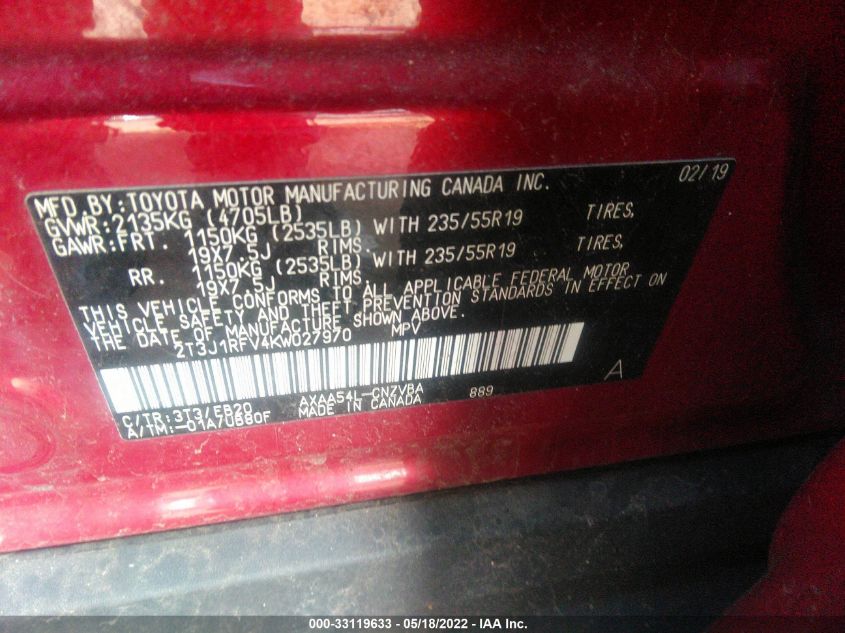 MFD.BY:TOYOTA MOTOR MANUFACTURING CANADA INC. 02/19
GVWR:2135KG (4705LB)
GAWR:FRT. 1150KG (2535LB) WITH 235/55R19 TIRES,
19X7.5J RIMS.
RR. 1150KG (2535LB) WITH 235/55R19 TIRES,
19X7.5J RIMS.
THIS VEHICLE CONFORMS TO ALL APPLICABLE FEDERAL MOTOR
VEHICLE SAFETY AND THEFT PREVENTION STANDARDS IN EFFECT ON
THE DATE OF MANUFACTURE SHOWN ABOVE.
2T3J1RFV4KW027970 MPV
A
C/TR:3T3/EB20 AXAA54L-CNZVBA 889
A/TM:-01A/UB80F MADE IN CANADA
000-33119633 - 05/18/2022 - IAA Inc.